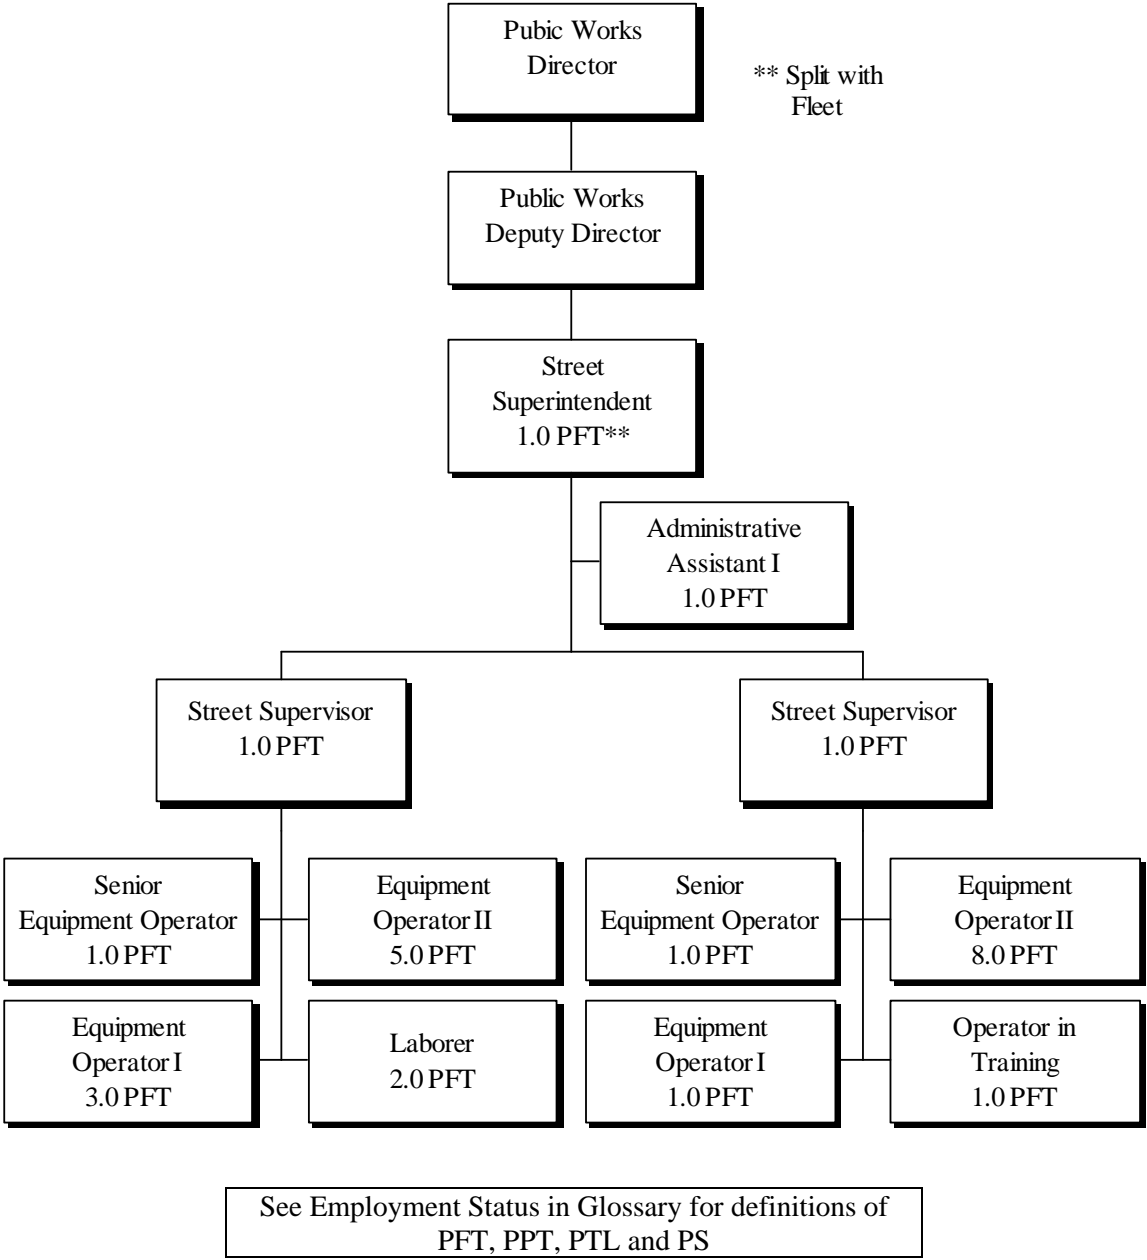 Pubic Works
Director
** Split with
Fleet
Public Works
Deputy Director
Street
Superintendent
1.0 PFT**
Administrative
Assistant I
1.0 PFT
Street Supervisor
1.0 PFT
Street Supervisor
1.0 PFT
Senior
Equipment Operator
1.0 PFT
Equipment
Operator II
5.0 PFT
Senior
Equipment Operator
1.0 PFT
Equipment
Operator II
8.0 PFT
Equipment
Operator I
3.0 PFT
Laborer
2.0 PFT
Equipment
Operator I
1.0 PFT
Operator in
Training
1.0 PFT
See Employment Status in Glossary for definitions of
PFT, PPT, PTL and PS